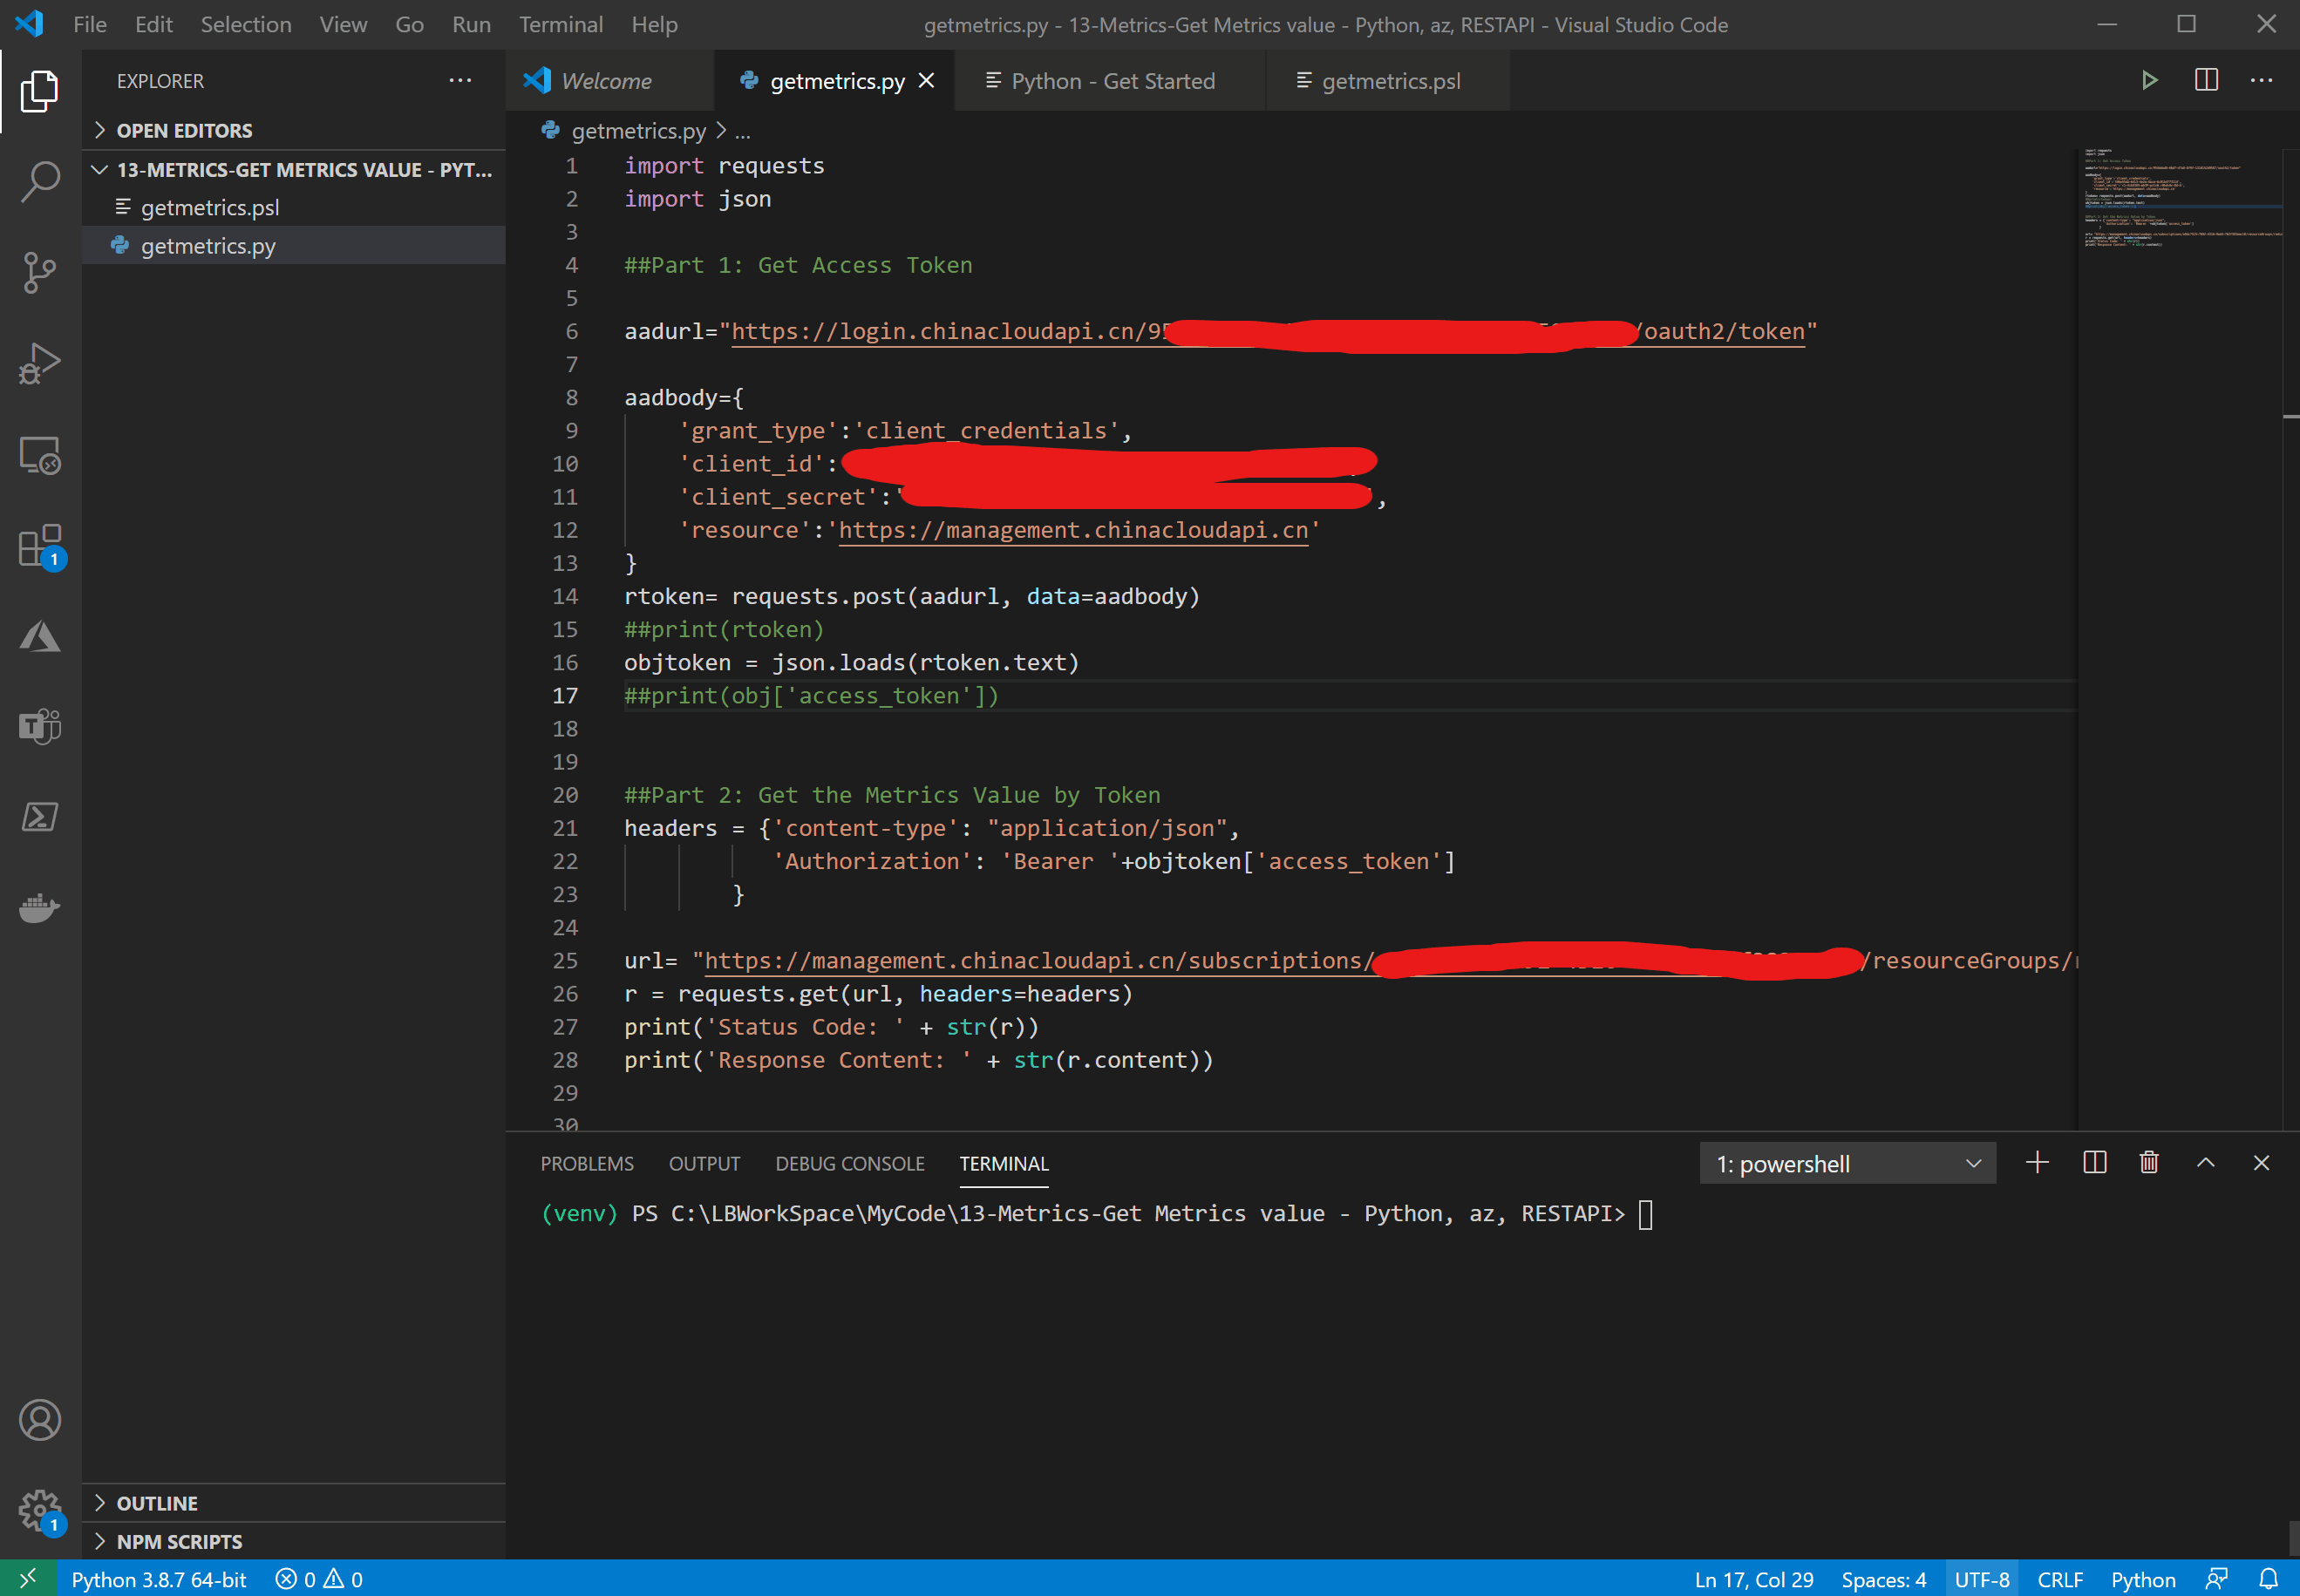 File Edit Selection View Go Run Terminal Help
getmetrics.py - 13-Metrics-Get Metrics value - Python, az, RESTAPI - Visual Studio Code
EXPLORER
OPEN EDITORS
13-METRICS-GET METRICS VALUE - PYT...
getmetrics.psl
getmetrics.py
Welcome getmetrics.py Python - Get Started getmetrics.psl
getmetrics.py > ...
1 import requests
2 import json
3
4 ##Part 1: Get Access Token
5
6 aadurl="https://login.chinacloudapi.cn/9 /oauth2/token"
7
8 aadbody={
9 'grant_type':'client_credentials',
10 'client_id':
11 'client_secret':' ,
12 'resource':'https://management.chinacloudapi.cn'
13 }
14 rtoken= requests.post(aadurl, data=aadbody)
15 ##print(rtoken)
16 objtoken = json.loads(rtoken.text)
17 ##print(obj['access_token'])
18
19
20 ##Part 2: Get the Metrics Value by Token
21 headers = {'content-type': "application/json",
22 'Authorization': 'Bearer '+objtoken['access_token']
23 }
24
25 url= "https://management.chinacloudapi.cn/subscriptions/ /resourceGroups/
26 r = requests.get(url, headers=headers)
27 print('Status Code: ' + str(r))
28 print('Response Content: ' + str(r.content))
29
30
PROBLEMS OUTPUT DEBUG CONSOLE TERMINAL
1: powershell
(venv) PS C:\LBWorkSpace\MyCode\13-Metrics-Get Metrics value - Python, az, RESTAPI>
1
1
OUTLINE
NPM SCRIPTS
Python 3.8.7 64-bit 0 0
Ln 17, Col 29 Spaces: 4 UTF-8 CRLF Python